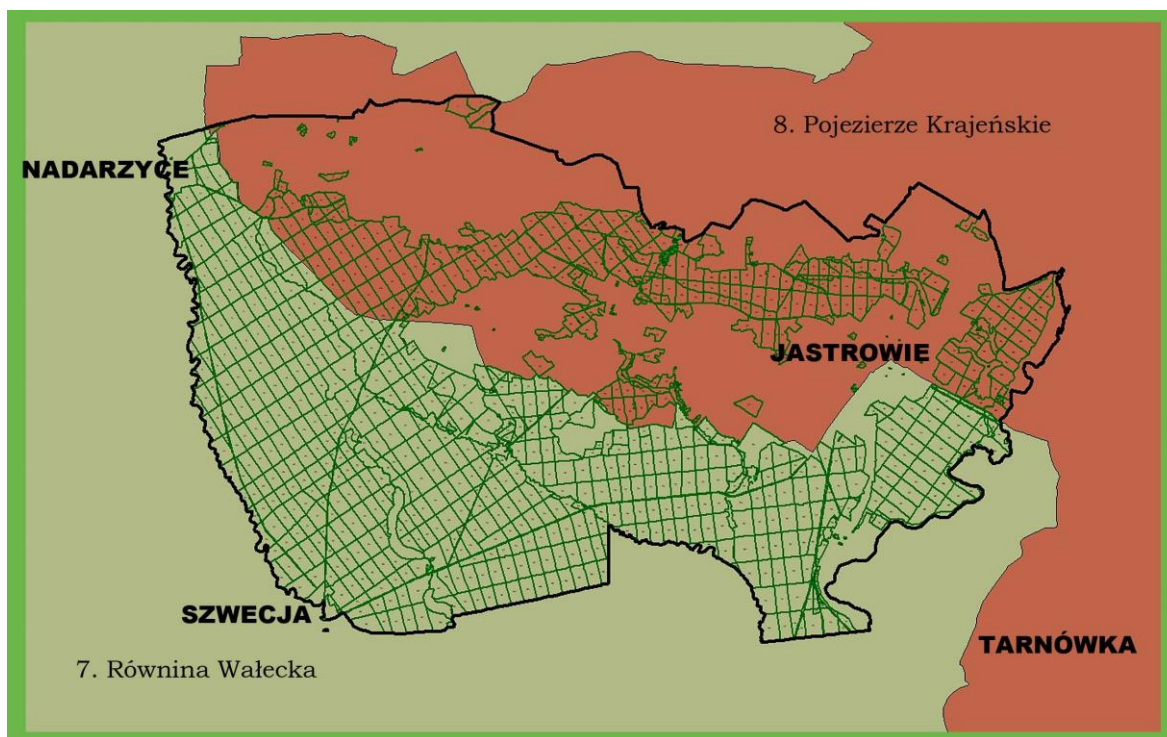 8. Pojezierze Krajeńskie
NADARZYCE
JASTROWIE
SZWECJA
TARNÓWKA
7. Równina Wałecka